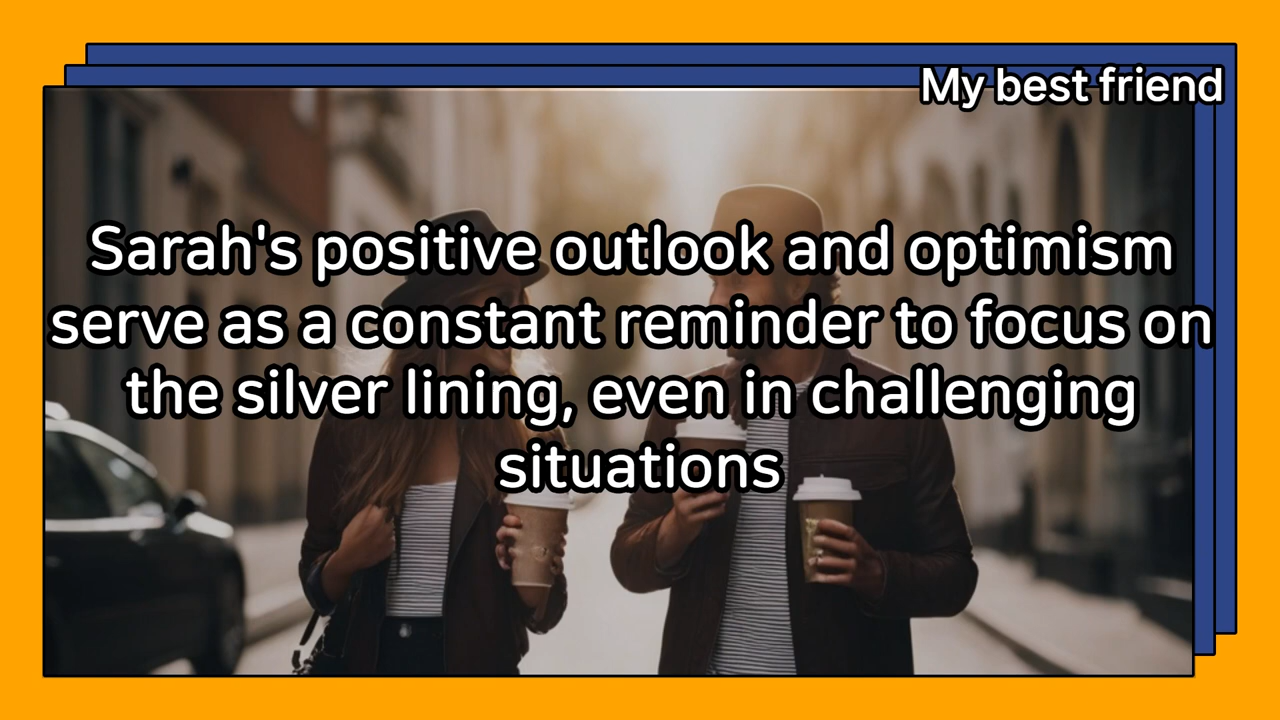 My best friend
Sarah's positive outlook and optimism
serve as a constant reminder to focus on
the silver lining, even in challenging
situations